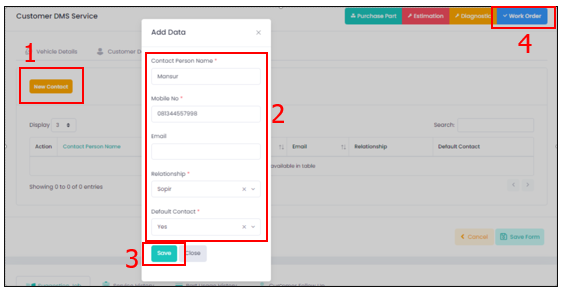 Customer DMS Service
Purchase Part
Estimation
Diagnostic
Work Order
1
4
Vehicle Details
Customer D
New Contact
Add Data
×
Contact Person Name *
Mansur
Mobile No *
081344557998
Email
Relationship *
Sopir
Default Contact *
Yes
2
3
Save
Close
Display
Search
Action
Contact Person Name
Email
Relationship
Default Contact
available in table
Showing 0 to 0 of 0 entries
Cancel
Save Form